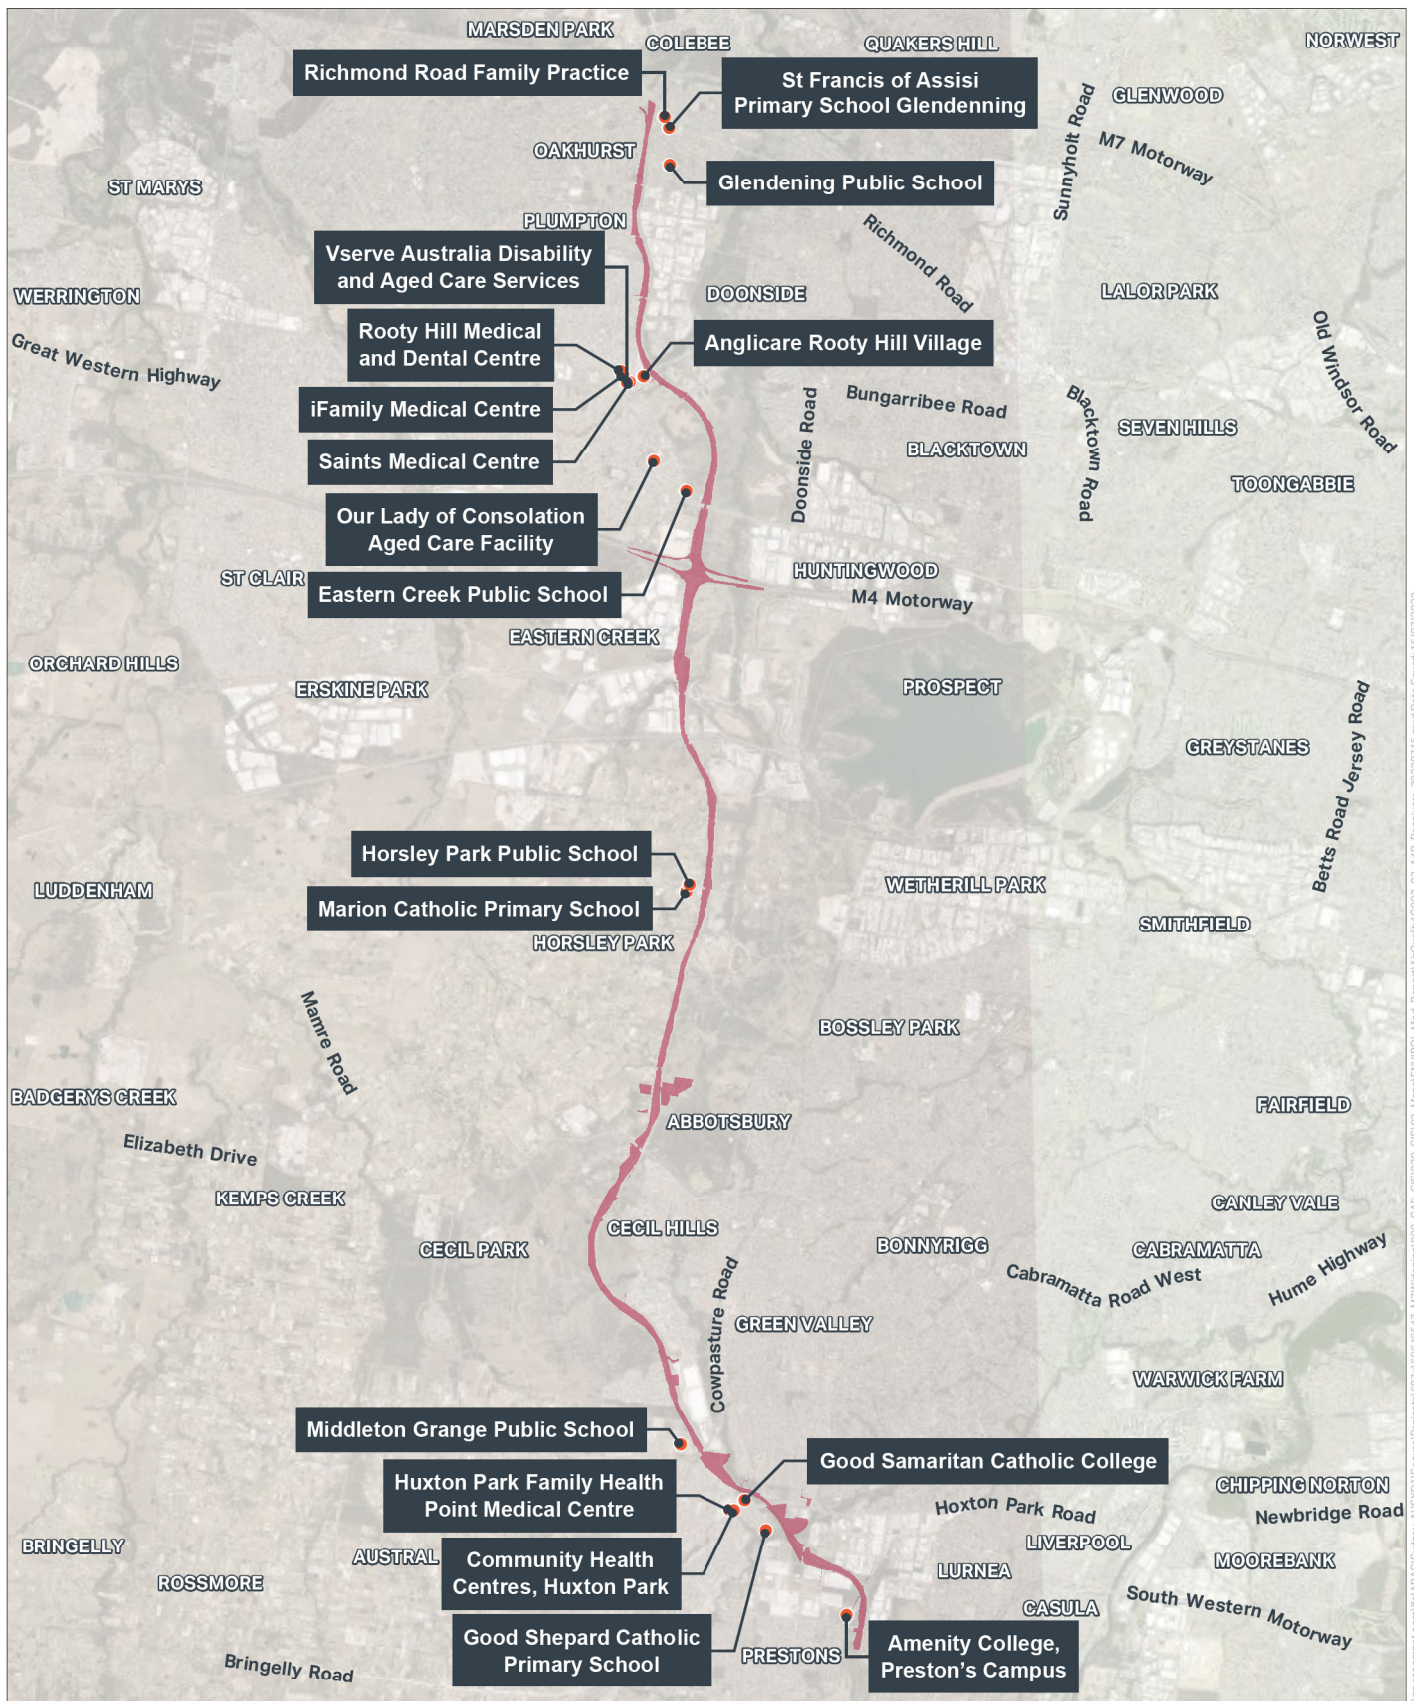 MARSDEN PARK
COLEBEE
QUAKERS HILL
NORWEST
Richmond Road Family Practice
St Francis of Assisi
Primary School Glendenning
GLENWOOD
Sunnyholt Road
M7 Motorway
OAKHURST
ST MARYS
Glendening Public School
PLUMPTON
Richmond Road
Vserve Australia Disability
and Aged Care Services
WERRINGTON
DOONSIDE
LALOR PARK
Great Western Highway
Rooty Hill Medical
and Dental Centre
Anglicare Rooty Hill Village
Old Windsor Road
iFamily Medical Centre
Doonside Road
Bungarribee Road
Blacktown Road
SEVEN HILLS
BLACKTOWN
Saints Medical Centre
TOONGABBIE
Our Lady of Consolation
Aged Care Facility
ST CLAIR
HUNTINGWOOD
Eastern Creek Public School
M4 Motorway
EASTERN CREEK
ORCHARD HILLS
ERSKINE PARK
PROSPECT
GREYSTANES
Betts Road Jersey Road
Horsley Park Public School
LUDDENHAM
WETHERILL PARK
Marion Catholic Primary School
SMITHFIELD
HORSLEY PARK
Mamre Road
BOSSLEY PARK
BADGERYS CREEK
FAIRFIELD
ABBOTSBURY
Elizabeth Drive
KEMPS CREEK
CANLEY VALE
CECIL HILLS
CECIL PARK
BONNYRIGG
CABRAMATTA
Cabramatta Road West
Hume Highway
Cowpasture Road
GREEN VALLEY
WARWICK FARM
Middleton Grange Public School
Good Samaritan Catholic College
Huxton Park Family Health
Point Medical Centre
CHIPPING NORTON
Hoxton Park Road
Newbridge Road
BRINGELLY
AUSTRAL
LIVERPOOL
Community Health
Centres, Huxton Park
MOOREBANK
LURNEA
ROSSMORE
CASULA
South Western Motorway
Good Shepard Catholic
Primary School
PRESTONS
Amenity College,
Preston's Campus
Bringelly Road